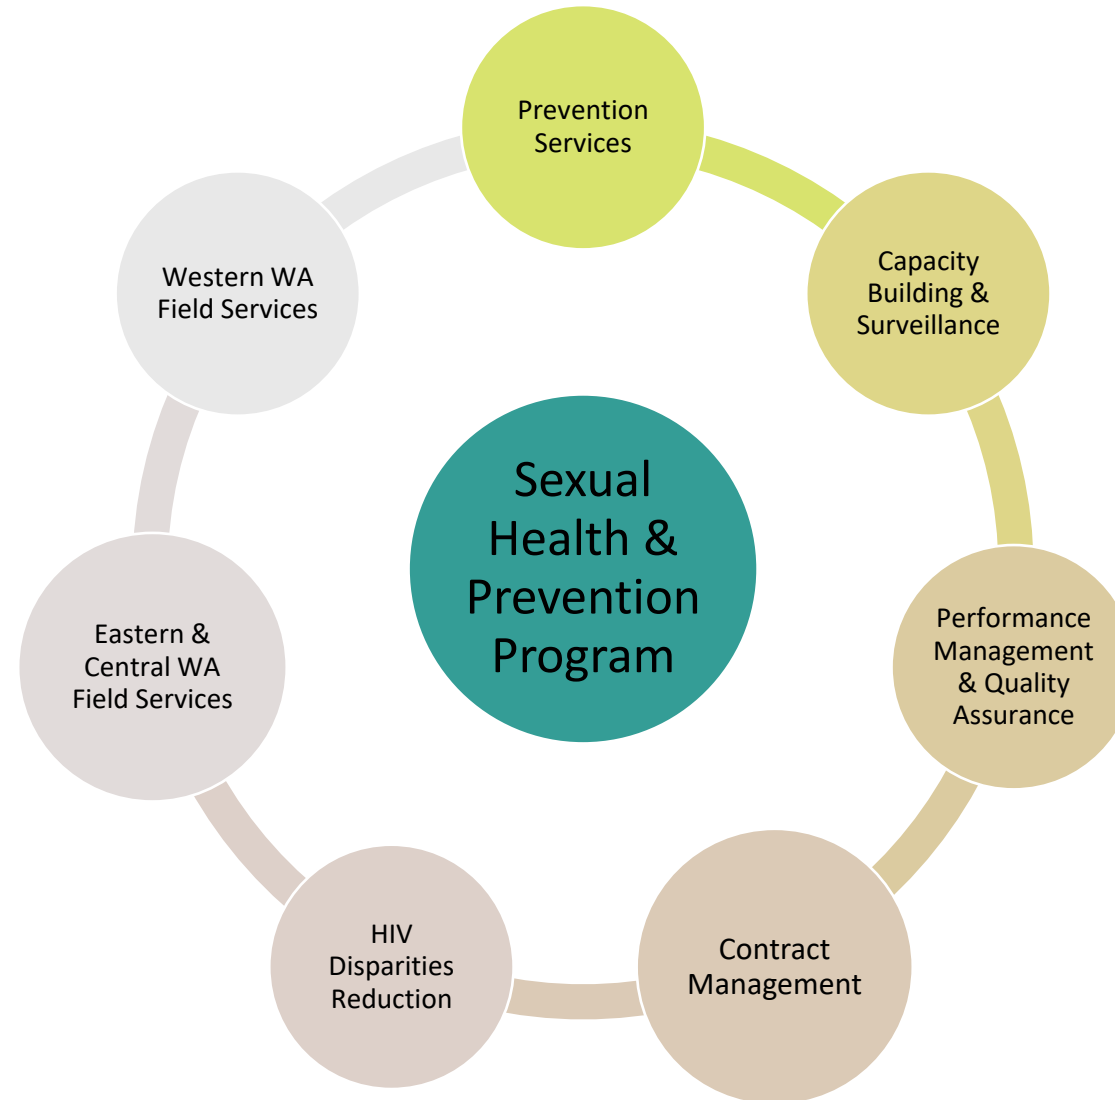 Prevention
Services
Capacity
Building &
Surveillance
Performance
Management
& Quality
Assurance
Contract
Management
HIV
Disparities
Reduction
Eastern &
Central WA
Field Services
Western WA
Field Services
Sexual
Health &
Prevention
Program